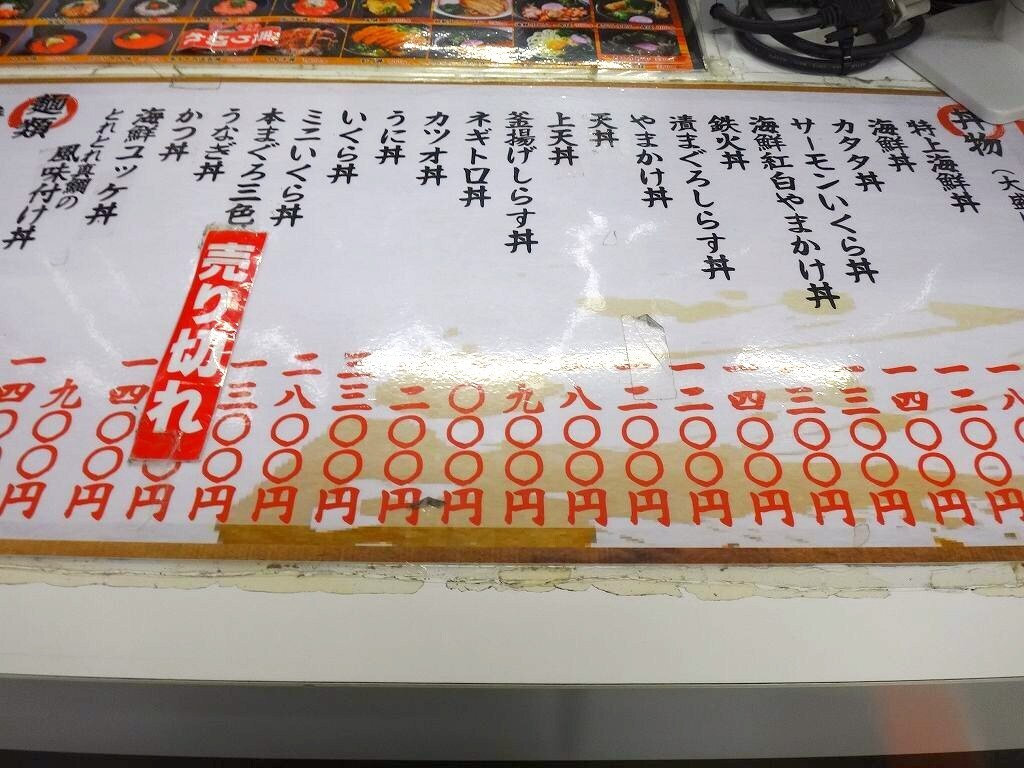 丼物
特上海鮮丼
海鮮丼
カタタ丼
サーモンいくら丼
海鮮紅白やまかけ丼
鉄火丼
漬まぐろしらす丼
やまかけ丼
天丼
上天丼
釜揚げしらす丼
ネギトロ丼
カツオ丼
うに丼
いくら丼
ミニいくら丼
本まぐろ三色
うなぎ丼
かつ丼
海鮮ユッケ丼
とれとれ真鯛の
風味付け丼
麺類
一八〇〇円
一二〇〇円
一四〇〇円
一三〇〇円
一三〇〇円
一四〇〇円
一二〇〇円
一二〇〇円
八〇〇円
九〇〇円
〇〇〇円
二〇〇円
三〇〇円
二八〇〇円
一三〇〇円
売り切れ
円
一四〇〇円
九〇〇円
一四〇〇円
売り切れ